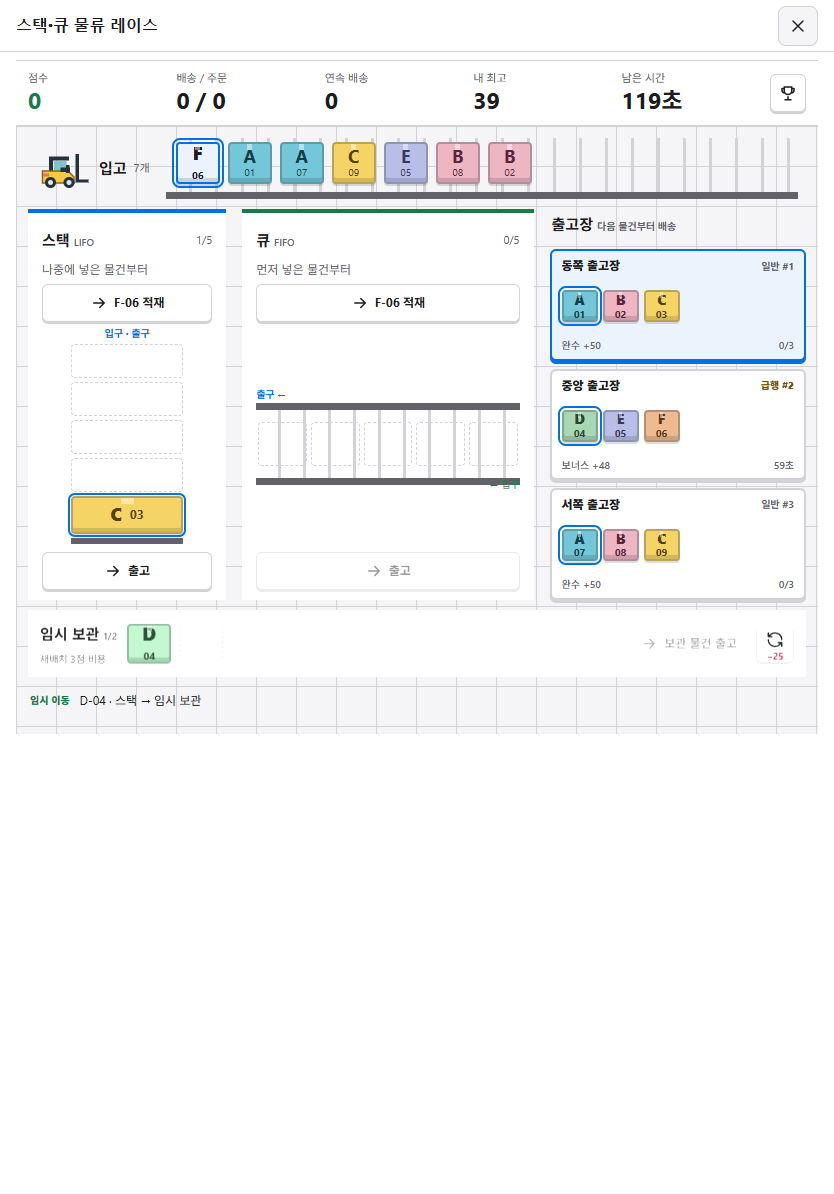 스택·큐 물류 레이스
점수 배송 / 주문 연속 배송 내 최고 남은 시간
0 0 / 0 0 39 119초
입고 7개
F 06 A 01 A 07 C 09 E 05 B 08 B 02
스택 LIFO 1/5
나중에 넣은 물건부터
→ F-06 적재
입구 · 출구
C 03
→ 출고
큐 FIFO 0/5
먼저 넣은 물건부터
→ F-06 적재
출구 ←
← 입구
→ 출고
출고장 다음 물건부터 배송
동쪽 출고장 일반 #1
A 01 B 02 C 03
완수 +50 0/3
중앙 출고장 급행 #2
D 04 E 05 F 06
보너스 +48 59초
서쪽 출고장 일반 #3
A 07 B 08 C 09
완수 +50 0/3
임시 보관 1/2
새배치 3점 비용
D 04
→ 보관 물건 출고
-25
임시 이동 D-04 · 스택 → 임시 보관